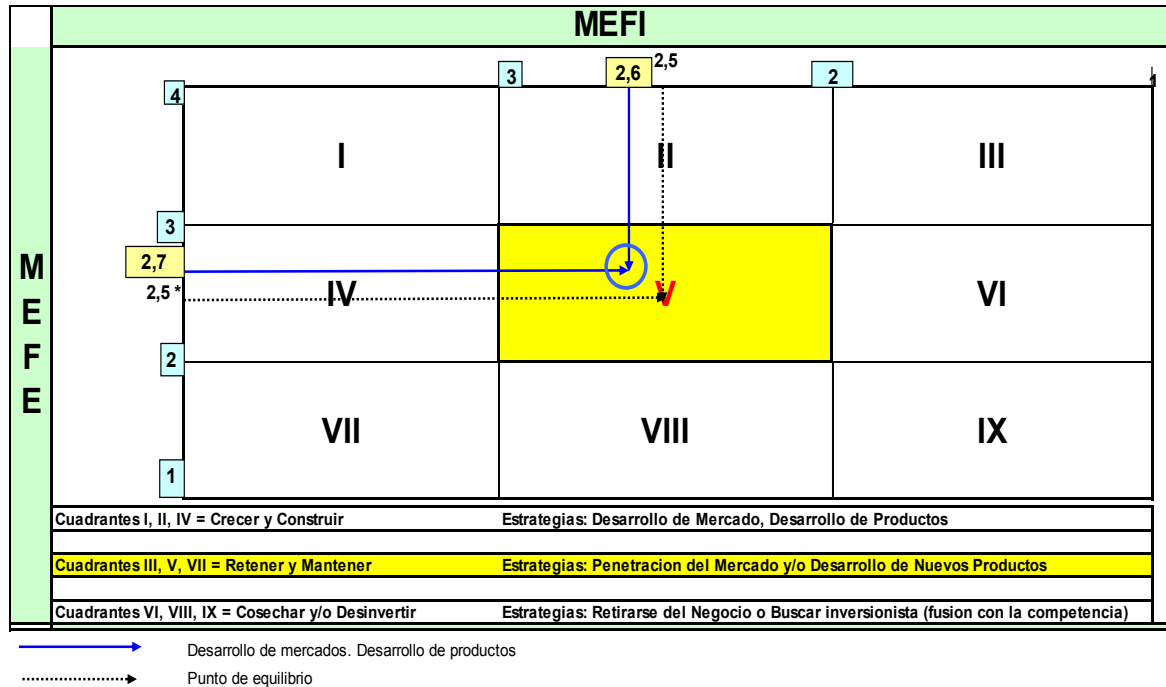 MEFI
3
2,6
2,5
2
1
4
I
II
III
3
M
E
F
E
2,7
2,5 *
IV
V
VI
2
VII
VIII
IX
1
Cuadrantes I, II, IV = Crecer y Construir Estrategias: Desarrollo de Mercado, Desarrollo de Productos
Cuadrantes III, V, VII = Retener y Mantener Estrategias: Penetracion del Mercado y/o Desarrollo de Nuevos Productos
Cuadrantes VI, VIII, IX = Cosechar y/o Desinvertir Estrategias: Retirarse del Negocio o Buscar inversionista (fusion con la competencia)
Desarrollo de mercados. Desarrollo de productos
Punto de equilibrio